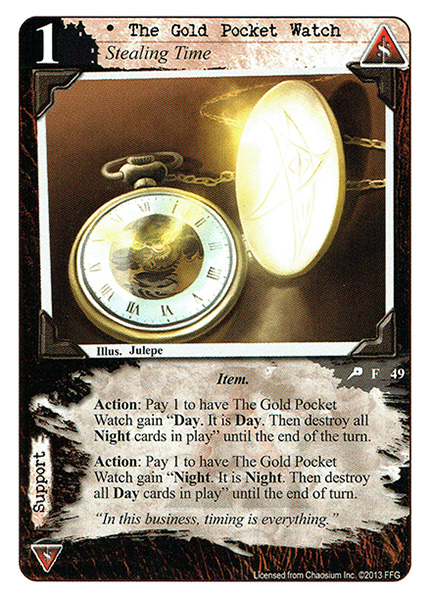 1
• The Gold Pocket Watch
Stealing Time
Illus. Julepe
F 49
Item.
Action: Pay 1 to have The Gold Pocket
Watch gain “Day. It is Day. Then destroy all
Night cards in play” until the end of the turn.
Action: Pay 1 to have The Gold Pocket
Watch gain “Night. It is Night. Then destroy
all Day cards in play” until the end of turn.
“In this business, timing is everything.”
Support
Licensed from Chaosium Inc. ©2013 FFG